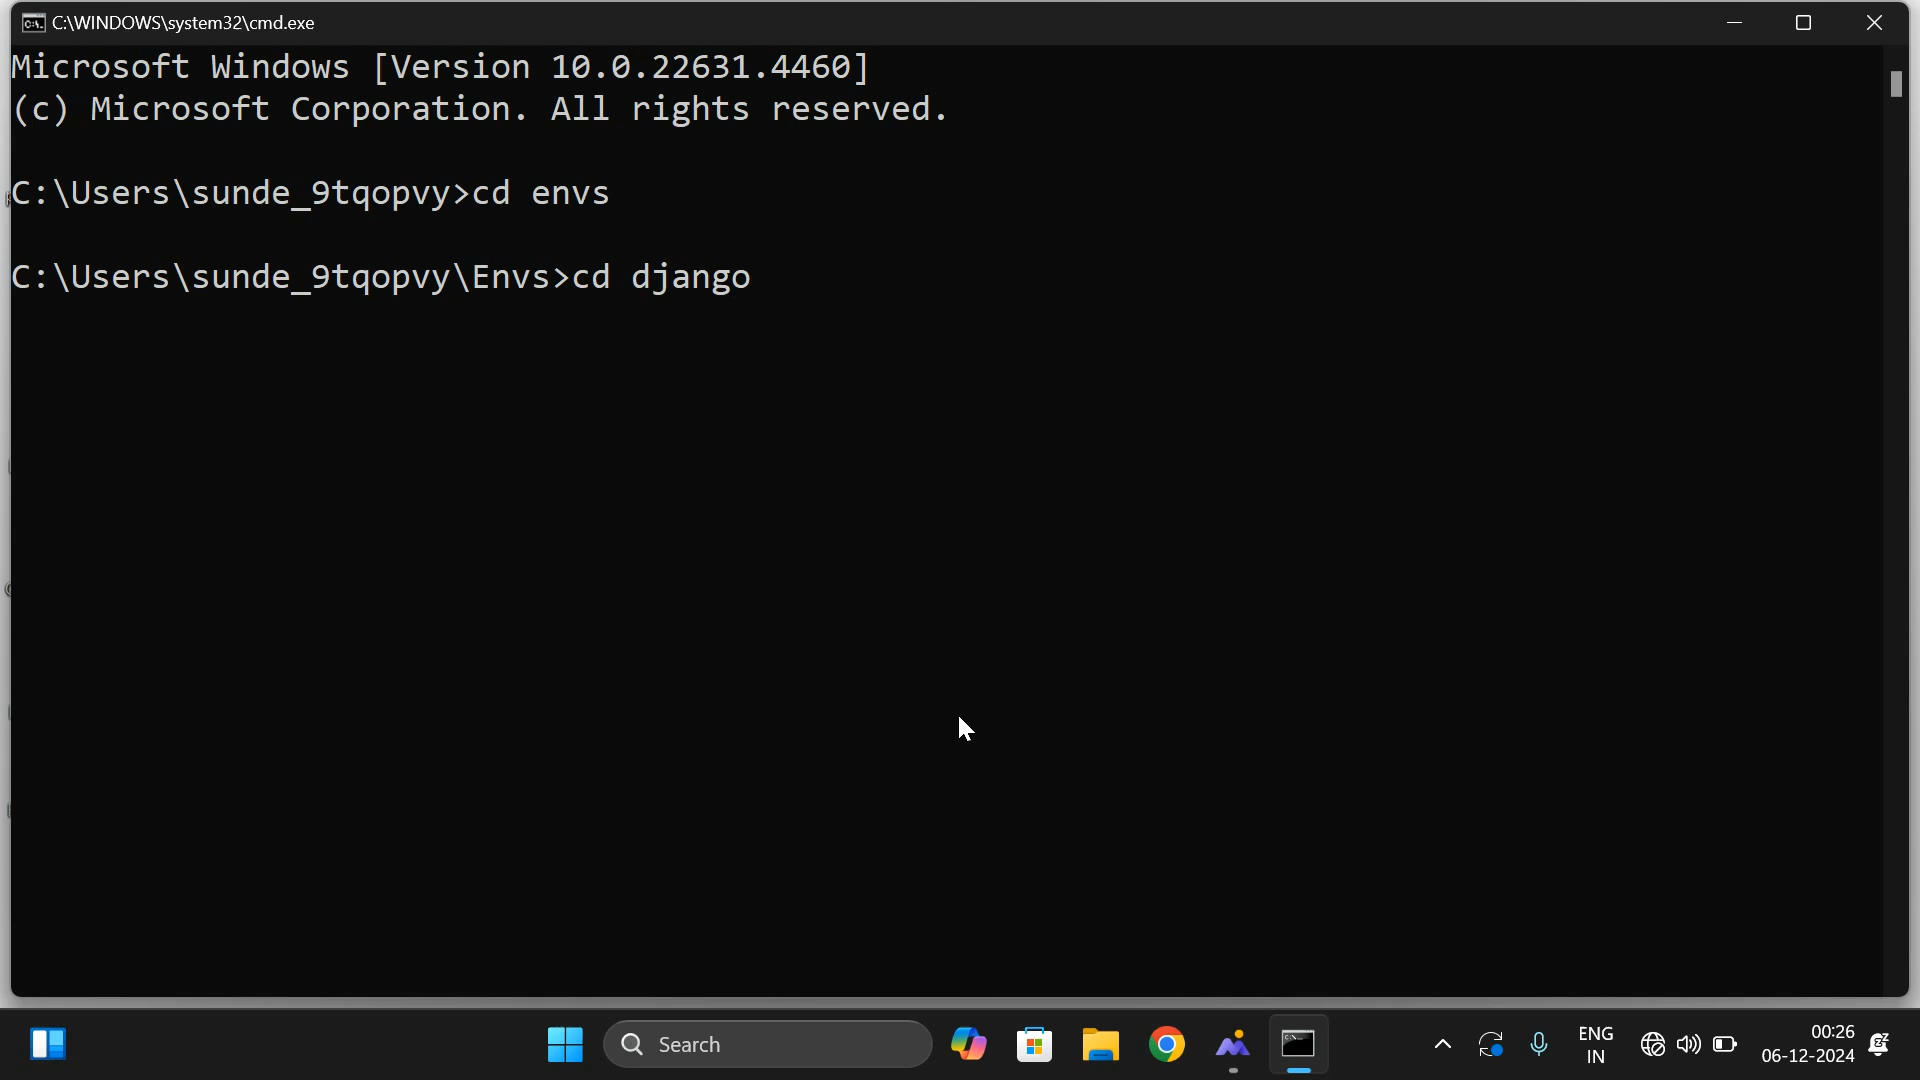 C:\WINDOWS\system32\cmd.exe
Microsoft Windows [Version 10.0.22631.4460]
(c) Microsoft Corporation. All rights reserved.
C:\Users\sunde_9tqopvy>cd envs
C:\Users\sunde_9tqopvy\Envs>cd django
Search
ENG
IN
00:26
06-12-2024